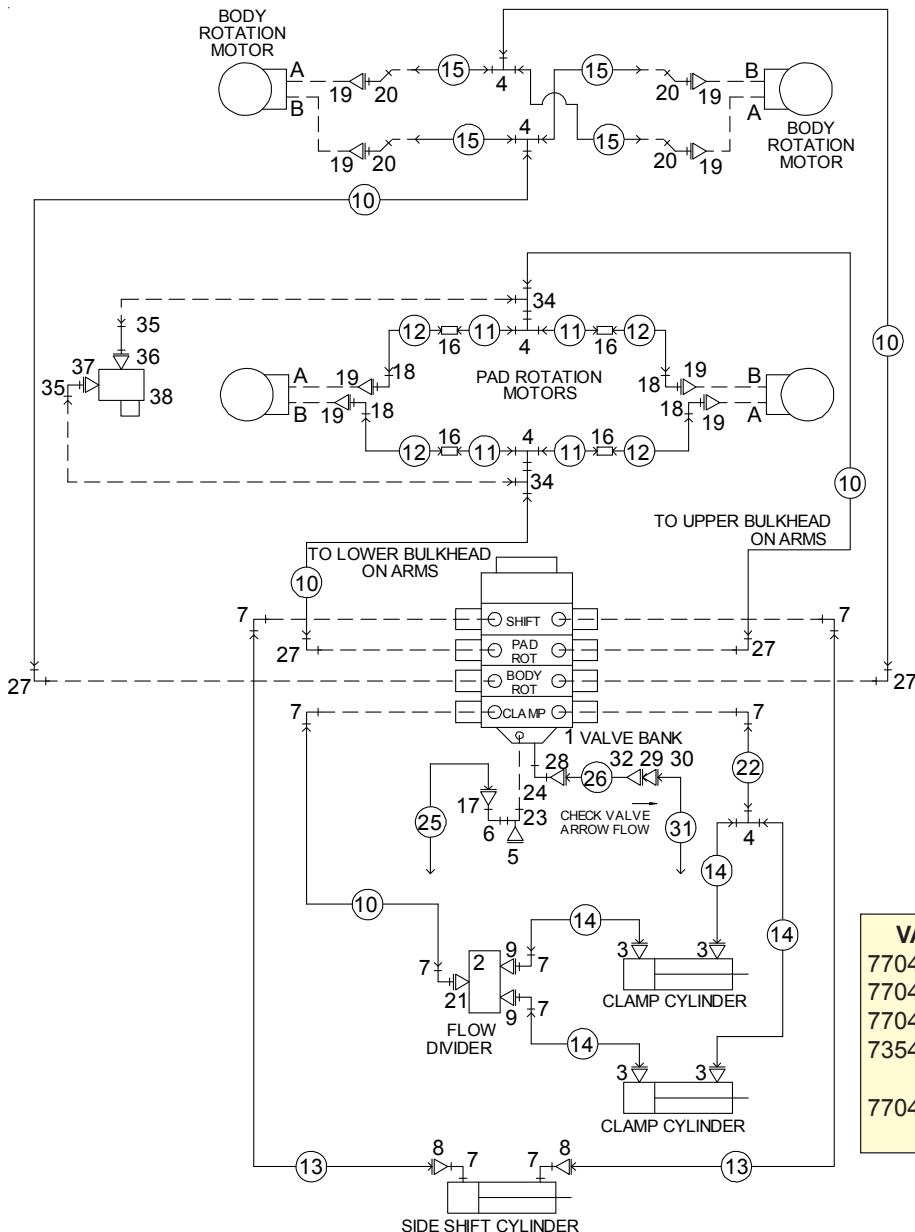 BODY
ROTATION
MOTOR
A
B
19
20
15
4
15
20
19
B
A
BODY
ROTATION
MOTOR
19
20
15
4
15
20
19
10
10
34
35
36
37
35
38
12
16
11
4
11
16
12
PAD ROTATION
MOTORS
A
B
19
18
19
18
18
19
18
19
B
A
12
16
11
4
11
16
12
34
10
TO LOWER BULKHEAD
ON ARMS
TO UPPER BULKHEAD
ON ARMS
10
7
SHIFT
7
27
PAD
ROT
27
27
BODY
ROT
27
7
CLAMP
7
1 VALVE BANK
28
26
32
29
30
22
24
17
25
6
23
5
CHECK VALVE
ARROW FLOW
31
4
14
14
10
14
7
21
2
9
7
3
3
CLAMP CYLINDER
9
7
FLOW
DIVIDER
14
3
3
CLAMP CYLINDER
13
8
7
7
8
13
SIDE SHIFT CYLINDER
VA
7704
7704
7704
7354
7704